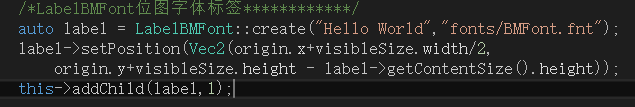 /*LabelBMFont位图字体标签************/
auto label = LabelBMFont::create("Hello World","fonts/BMFont.fnt");
label->setPosition(Vec2(origin.x+visibleSize.width/2,
origin.y+visibleSize.height - label->getContentSize().height));
this->addChild(label,1);